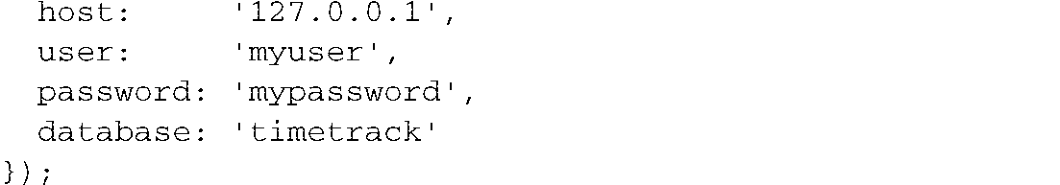 host:     '127.0.0.1',
  user:     'myuser',
  password: 'mypassword',
  database: 'timetrack'
});